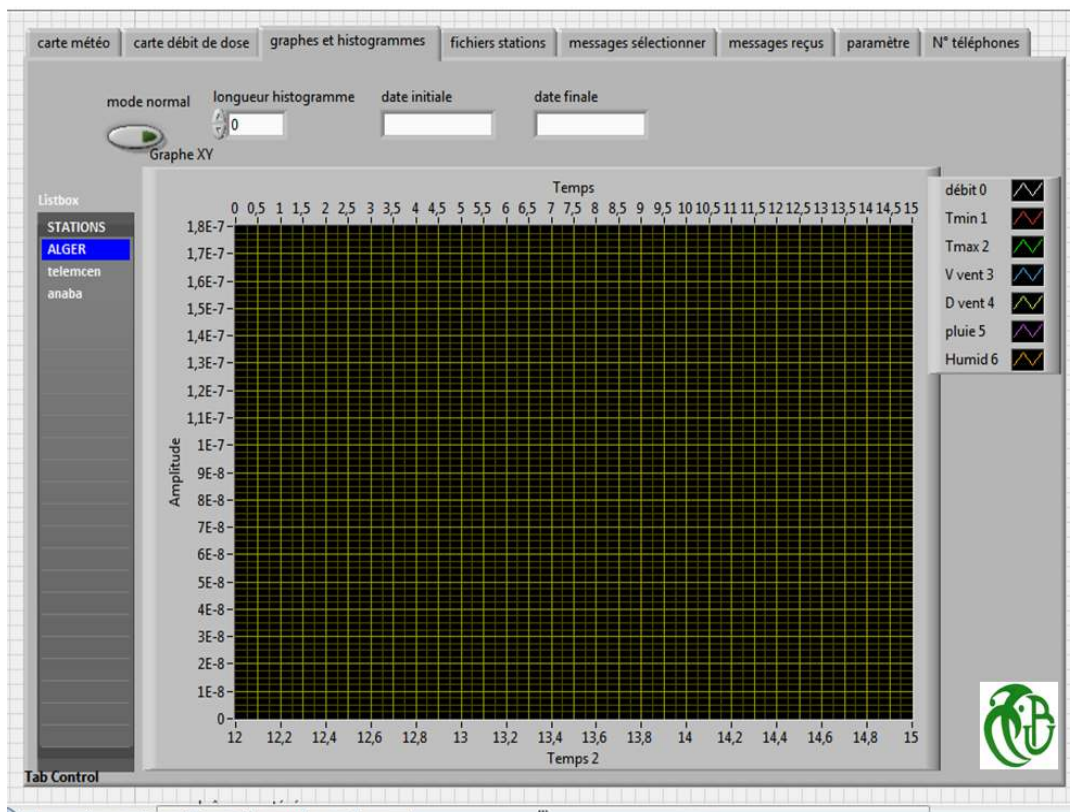 carte météo carte débit de dose graphes et histogrammes fichiers stations messages sélectionner messages reçus paramètre N° téléphones
mode normal longueur histogramme date initiale date finale
0
Graphe XY
Listbox
STATIONS
ALGER
telemcen
anaba
Temps
0 0,5 1 1,5 2 2,5 3 3,5 4 4,5 5 5,5 6 6,5 7 7,5 8 8,5 9 9,5 10 10,5 11 11,5 12 12,5 13 13,5 14 14,5 15
1,8E-7
1,7E-7
1,6E-7
1,5E-7
1,4E-7
1,3E-7
1,2E-7
1,1E-7
1E-7
9E-8
8E-8
7E-8
6E-8
5E-8
4E-8
3E-8
2E-8
1E-8
0
Amplitude
12 12,2 12,4 12,6 12,8 13 13,2 13,4 13,6 13,8 14 14,2 14,4 14,6 14,8 15
Temps 2
débit 0
Tmin 1
Tmax 2
V vent 3
D vent 4
pluie 5
Humid 6
Tab Control